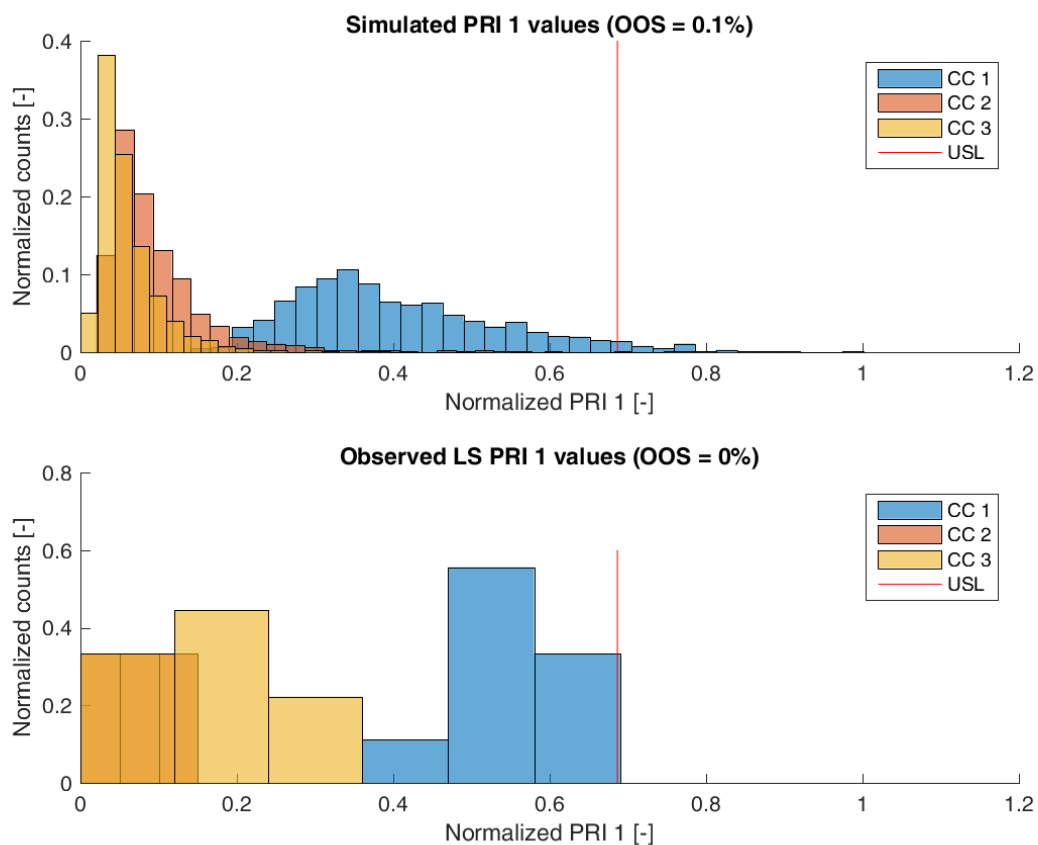 Simulated PRI 1 values (OOS = 0.1%)
0.4
0.3
0.2
0.1
0
Normalized counts [-]
CC 1
CC 2
CC 3
USL
0 0.2 0.4 0.6 0.8 1 1.2
Normalized PRI 1 [-]
Observed LS PRI 1 values (OOS = 0%)
0.8
0.6
0.4
0.2
0
Normalized counts [-]
CC 1
CC 2
CC 3
USL
0 0.2 0.4 0.6 0.8 1 1.2
Normalized PRI 1 [-]